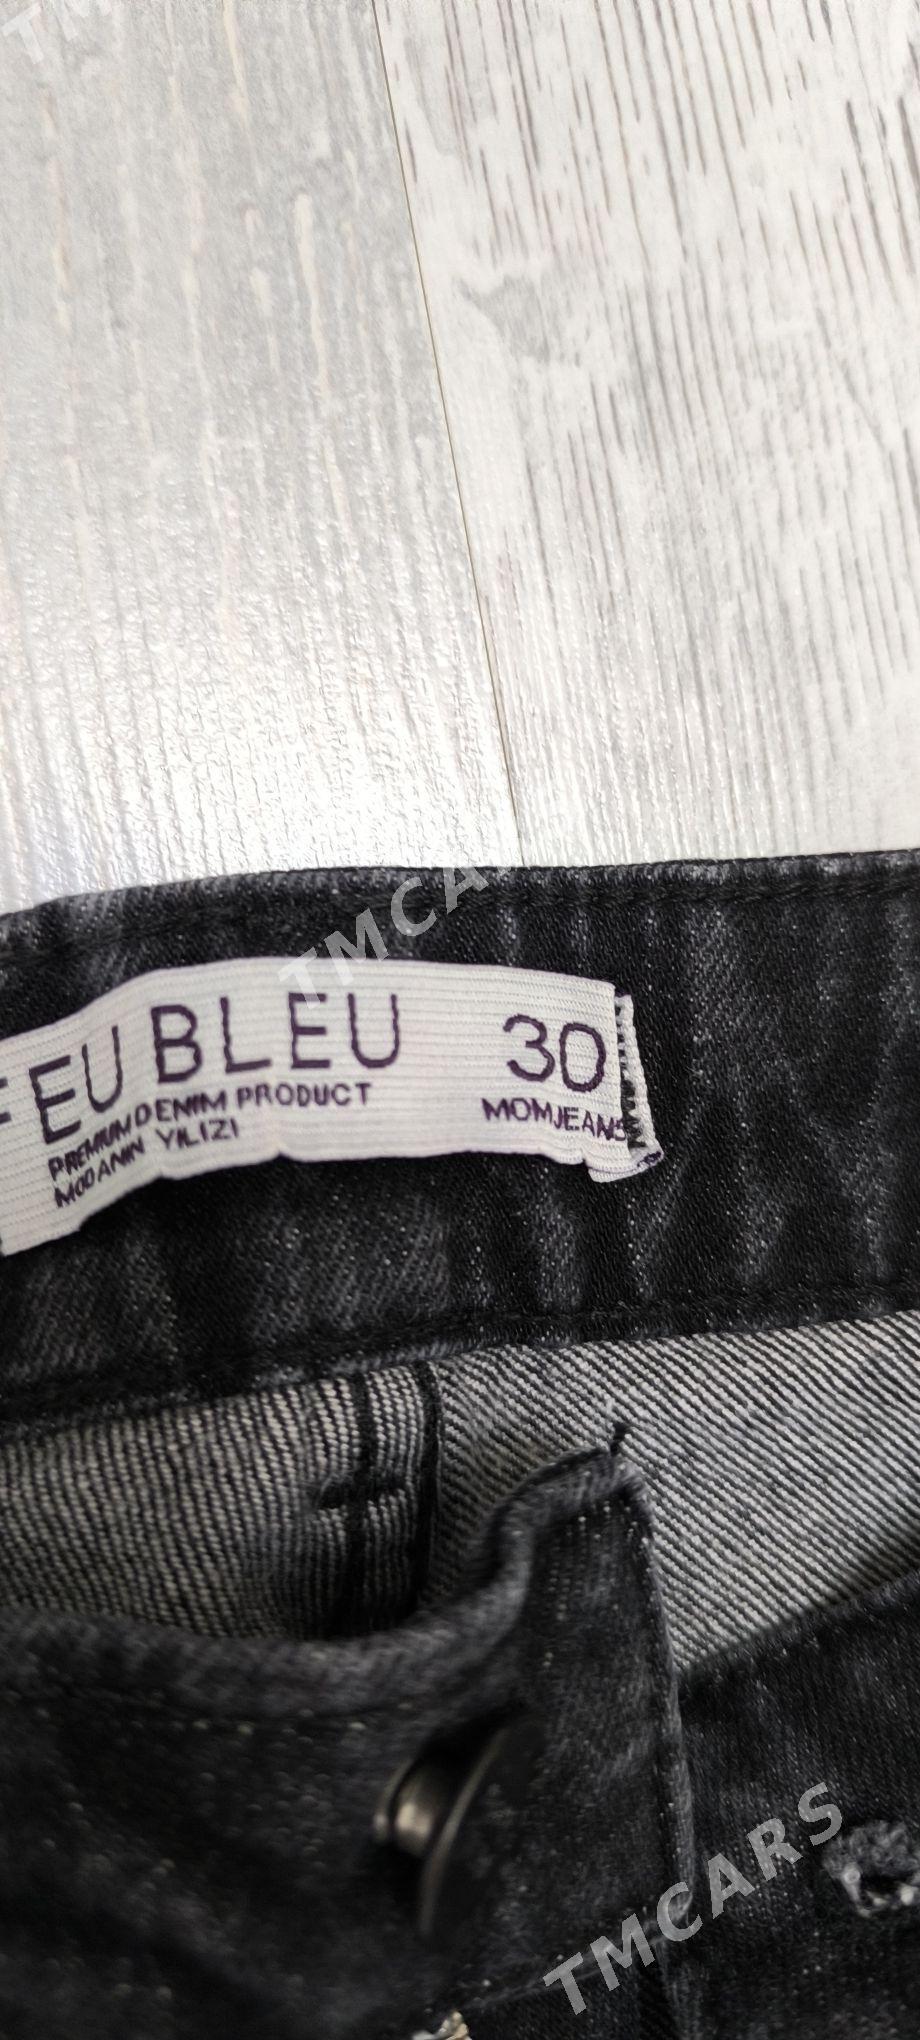 FEU BLEU 30
PREMIUM DENIM PRODUCT MOMJEANS
MODANIN YILIZI
TMCARS
TMCARS